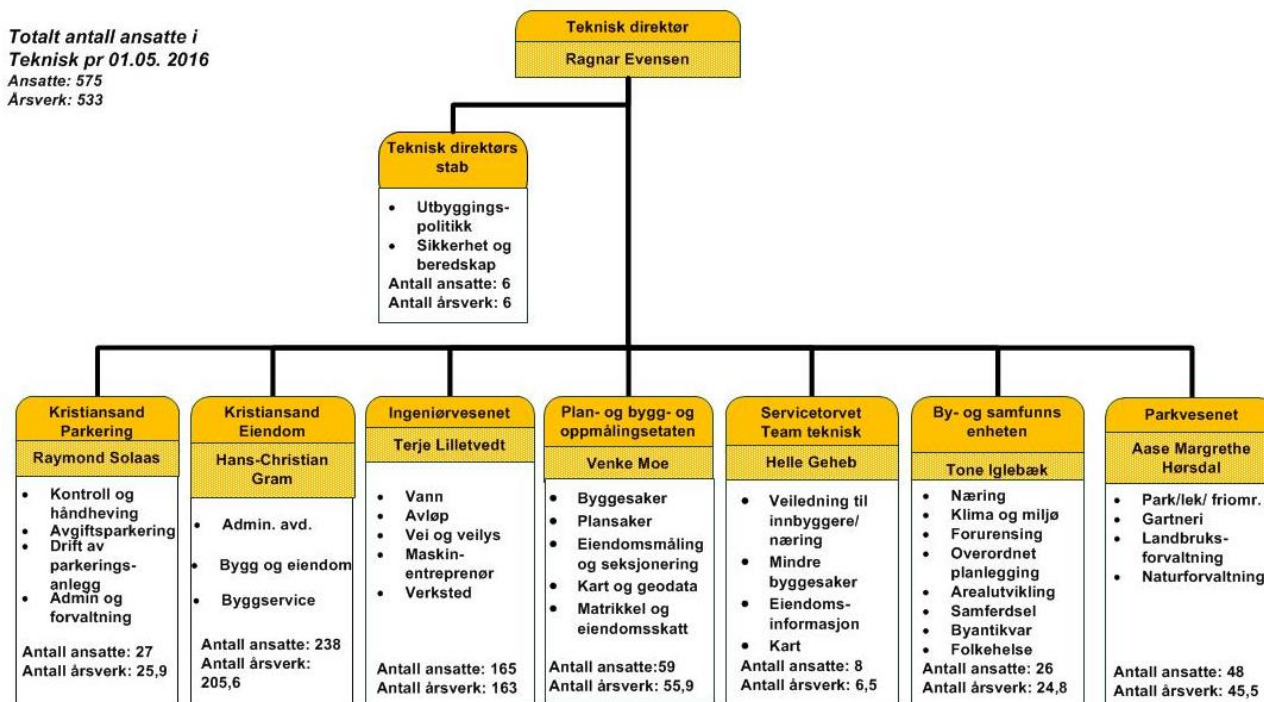 Totalt antall ansatte i
Teknisk pr 01.05. 2016
Ansatte: 575
Årsverk: 533
Teknisk direktør
Ragnar Evensen
Teknisk direktørs
stab
• Utbyggings-
politikk
• Sikkerhet og
beredskap
Antall ansatte: 6
Antall årsverk: 6
Kristiansand
Parkering
Raymond Solaas
• Kontroll og
håndheving
• Avgiftsparkering
• Drift av
parkerings-
anlegg
• Admin og
forvaltning
Antall ansatte: 27
Antall årsverk: 25,9
Kristiansand
Eiendom
Hans-Christian
Gram
• Admin. avd.
• Bygg og eiendom
• Byggservice
Antall ansatte: 238
Antall årsverk:
205,6
Ingeniørvesenet
Terje Lilletvedt
• Vann
• Avløp
• Vei og veilys
• Maskin-
entreprenør
• Verksted
Antall ansatte: 165
Antall årsverk: 163
Plan- og bygg- og
oppmålingsetaten
Venke Moe
• Byggesaker
• Plansaker
• Eiendomsmåling
og seksjonering
• Kart og geodata
• Matrikkel og
eiendomsskatt
Antall ansatte:59
Antall årsverk: 55,9
Servicetorvet
Team teknisk
Helle Geheb
• Veiledning til
innbyggere/
næring
• Mindre
byggesaker
• Eiendoms-
informasjon
• Kart
Antall ansatte: 8
Antall årsverk: 6,5
By- og samfunns
enheten
Tone Iglebæk
• Næring
• Klima og miljø
• Forurensing
• Overordnet
planlegging
• Arealutvikling
• Samferdsel
• Byantikvar
• Folkehelse
Antall ansatte: 26
Antall årsverk: 24,8
Parkvesenet
Aase Margrethe
Hørsdal
• Park/lek/ friomr.
• Gartneri
• Landbruks-
forvaltning
• Naturforvaltning
Antall ansatte: 48
Antall årsverk: 45,5